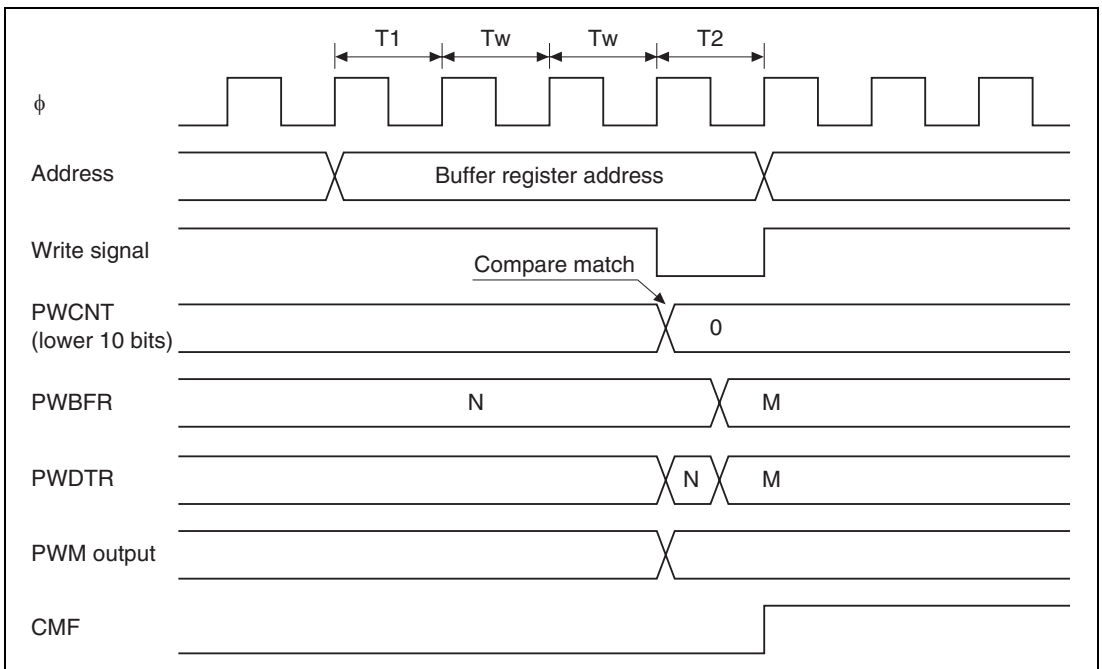 T1 Tw Tw T2
ϕ
Address Buffer register address
Write signal
Compare match
PWCNT
(lower 10 bits) 0
PWBFR N M
PWDTR N M
PWM output
CMF